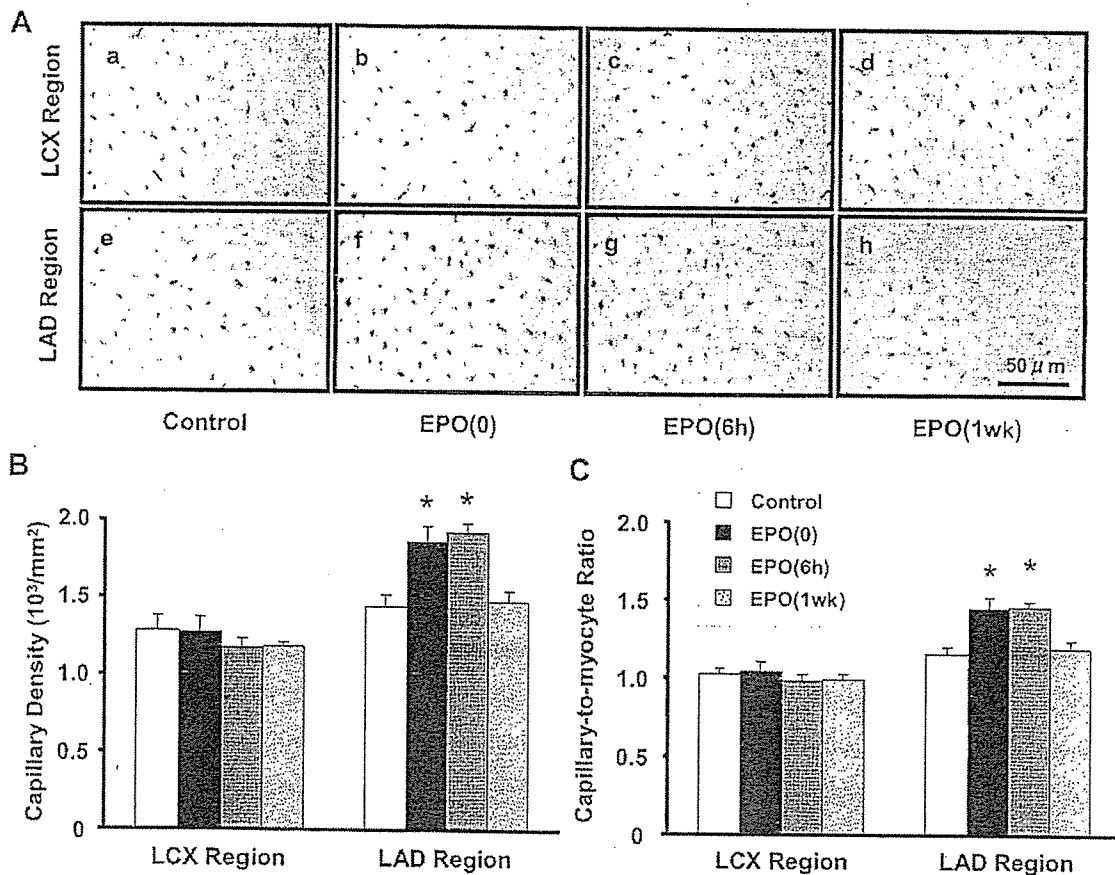 A
LCX Region
a
b
c
d
LAD Region
e
f
g
h
50 μm
Control
EPO(0)
EPO(6h)
EPO(1wk)
B
Capillary Density (10³/mm²)
2.0
1.5
1.0
0.5
0
* *
LCX Region
LAD Region
C
Capillary-to-myocyte Ratio
2.0
1.5
1.0
0.5
0
Control
EPO(0)
EPO(6h)
EPO(1wk)
* *
LCX Region
LAD Region